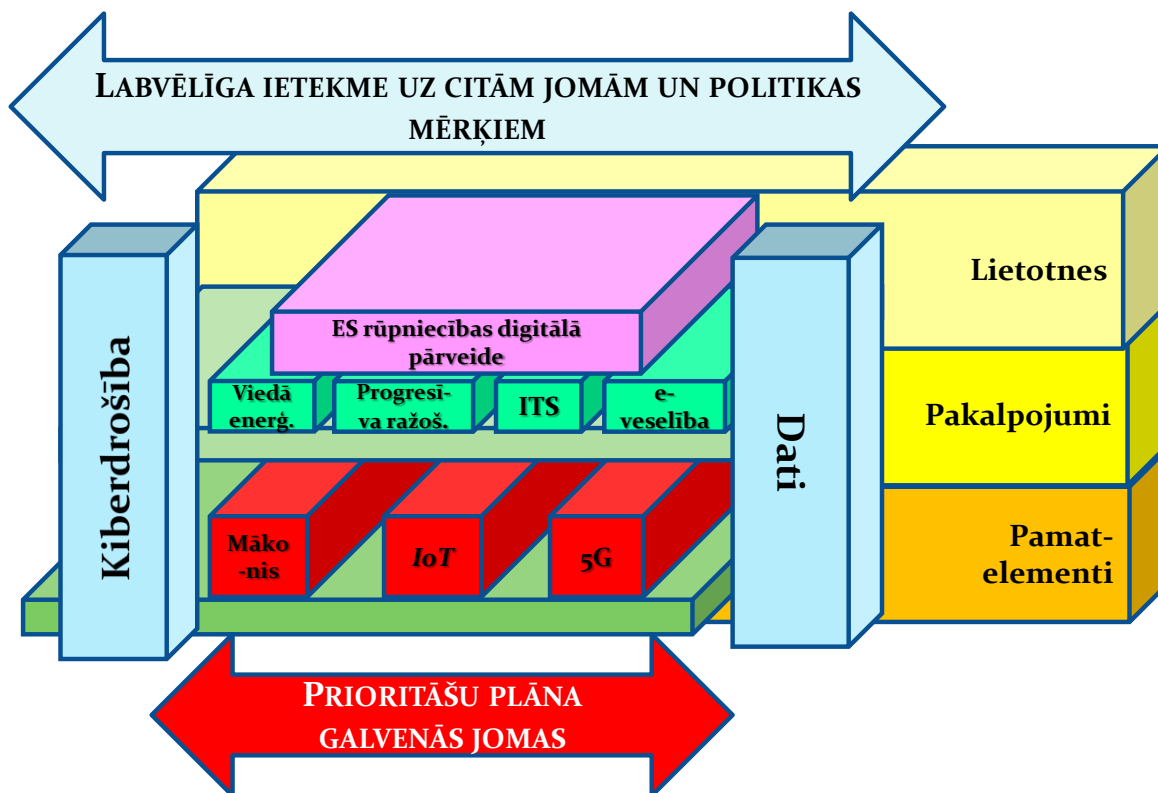 LABVĒLĪGA IETEKME UZ CITĀM JOMĀM UN POLITIKAS
MĒRĶIEM
Lietotnes
ES rūpniecības digitālā
pārveide
Viedā
enerģ.
Progresī-
va ražoš.
ITS
e-
veselība
Pakalpojumi
Kiberdrošība
Dati
Māko
-nis
IoT
5G
Pamat-
elementi
PRIORITĀŠU PLĀNA
GALVENĀS JOMAS